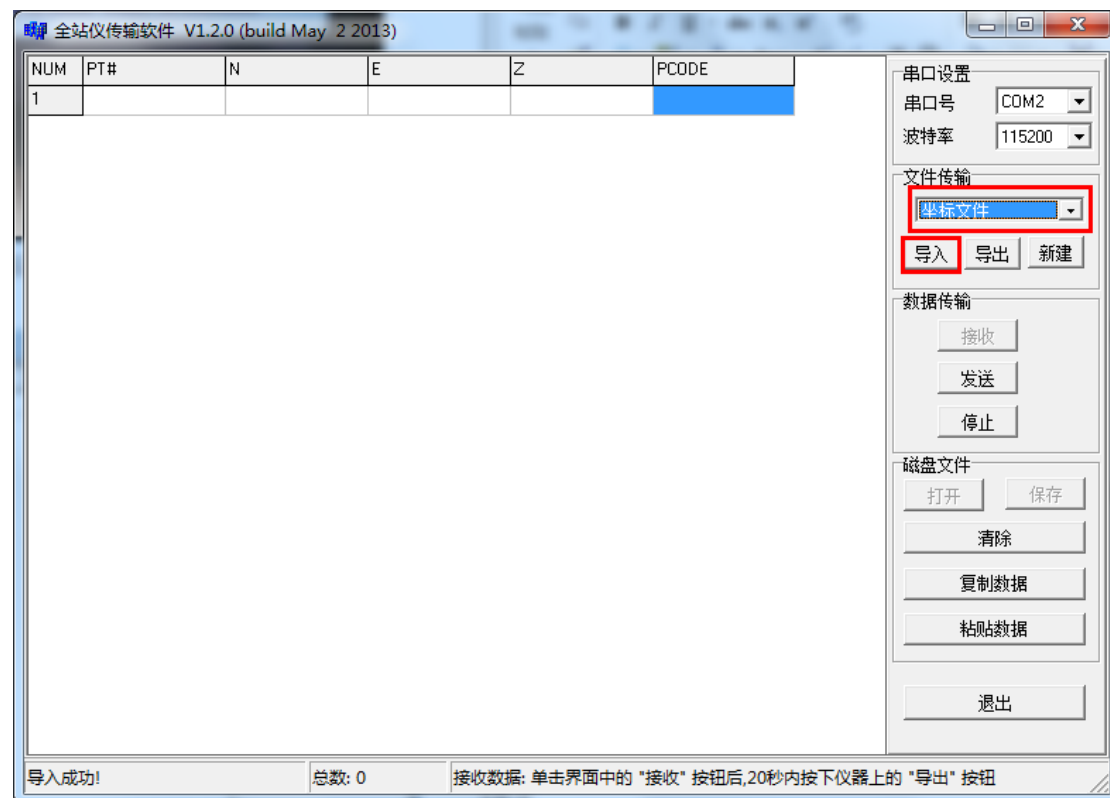 全站仪传输软件 V1.2.0 (build May 2 2013)
NUM PT# N E Z PCODE
1
串口设置
串口号 COM2
波特率 115200
文件传输
坐标文件
导入 导出 新建
数据传输
接收
发送
停止
磁盘文件
打开 保存
清除
复制数据
粘贴数据
退出
导入成功! 总数: 0 接收数据: 单击界面中的 "接收" 按钮后,20秒内按下仪器上的 "导出" 按钮